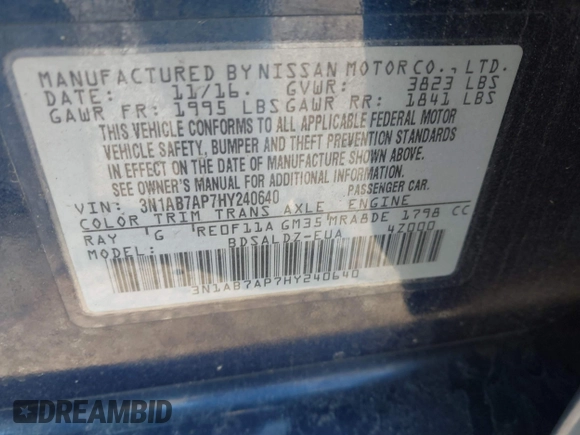 MANUFACTURED BY NISSAN MOTOR CO., LTD.
DATE: 11/16. GVWR: 3823 LBS
GAWR FR: 1995 LBS GAWR RR: 1841 LBS
THIS VEHICLE CONFORMS TO ALL APPLICABLE FEDERAL MOTOR
VEHICLE SAFETY, BUMPER AND THEFT PREVENTION STANDARDS
IN EFFECT ON THE DATE OF MANUFACTURE SHOWN ABOVE.
SEE OWNER'S MANUAL FOR ADDITIONAL INFORMATION.
VIN: 3N1AB7AP7HY240640 PASSENGER CAR.
COLOR TRIM TRANS AXLE ENGINE
RAY G RE0F11A GM35 MRA8DE 1798 CC
MODEL: BDSALDZ-EUA 4Z000
3N1AB7AP7HY240640
DREAMBID